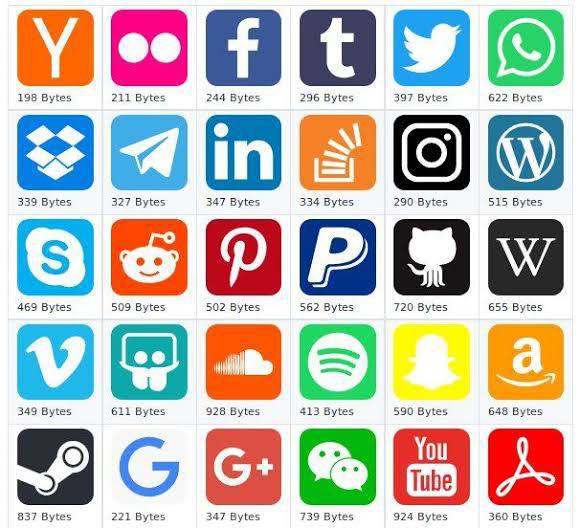 Y
f
t
198 Bytes 211 Bytes 244 Bytes 296 Bytes 397 Bytes 622 Bytes
in
W
339 Bytes 327 Bytes 347 Bytes 334 Bytes 290 Bytes 515 Bytes
S
P
P
W
469 Bytes 509 Bytes 502 Bytes 562 Bytes 720 Bytes 655 Bytes
v
a
349 Bytes 611 Bytes 928 Bytes 413 Bytes 590 Bytes 648 Bytes
G
G+
You
Tube
837 Bytes 221 Bytes 347 Bytes 739 Bytes 924 Bytes 360 Bytes